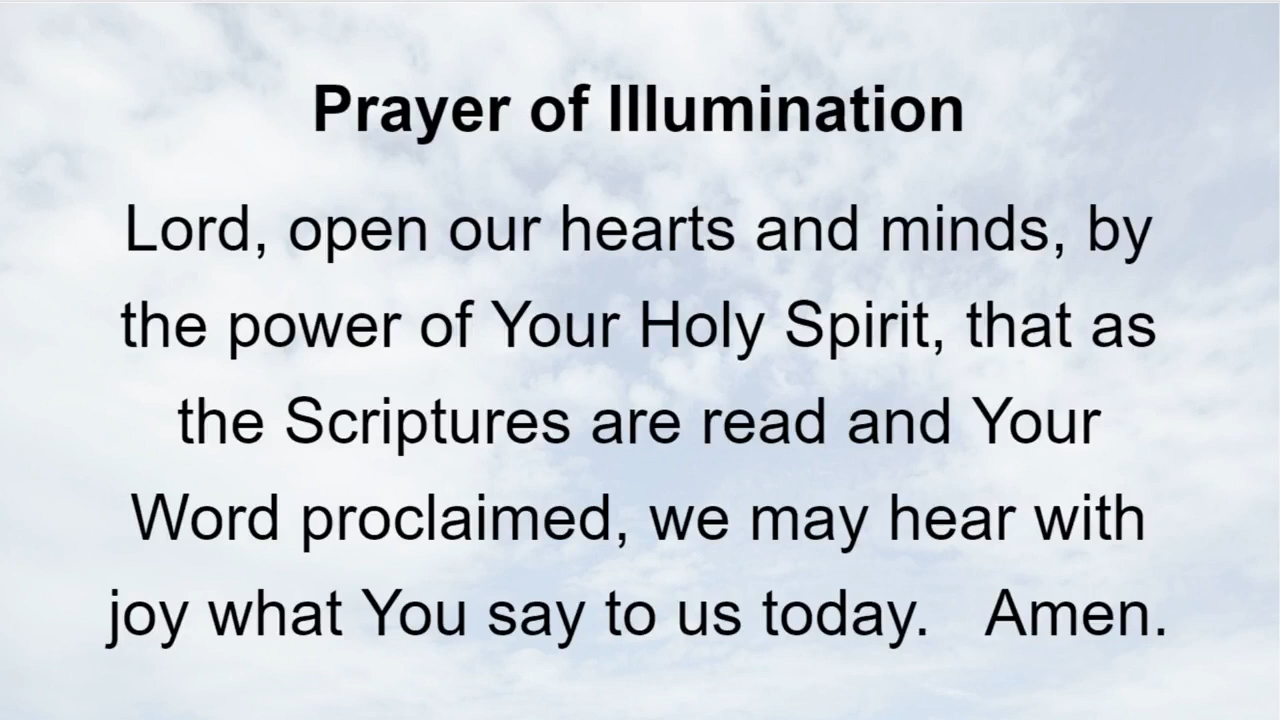 Prayer of Illumination
Lord, open our hearts and minds, by
the power of Your Holy Spirit, that as
the Scriptures are read and Your
Word proclaimed, we may hear with
joy what You say to us today. Amen.